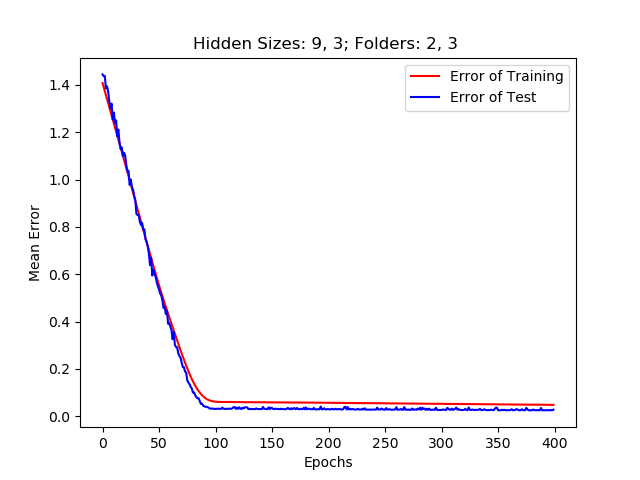 Hidden Sizes: 9, 3; Folders: 2, 3
Error of Training
Error of Test
Mean Error
1.4
1.2
1.0
0.8
0.6
0.4
0.2
0.0
0 50 100 150 200 250 300 350 400
Epochs